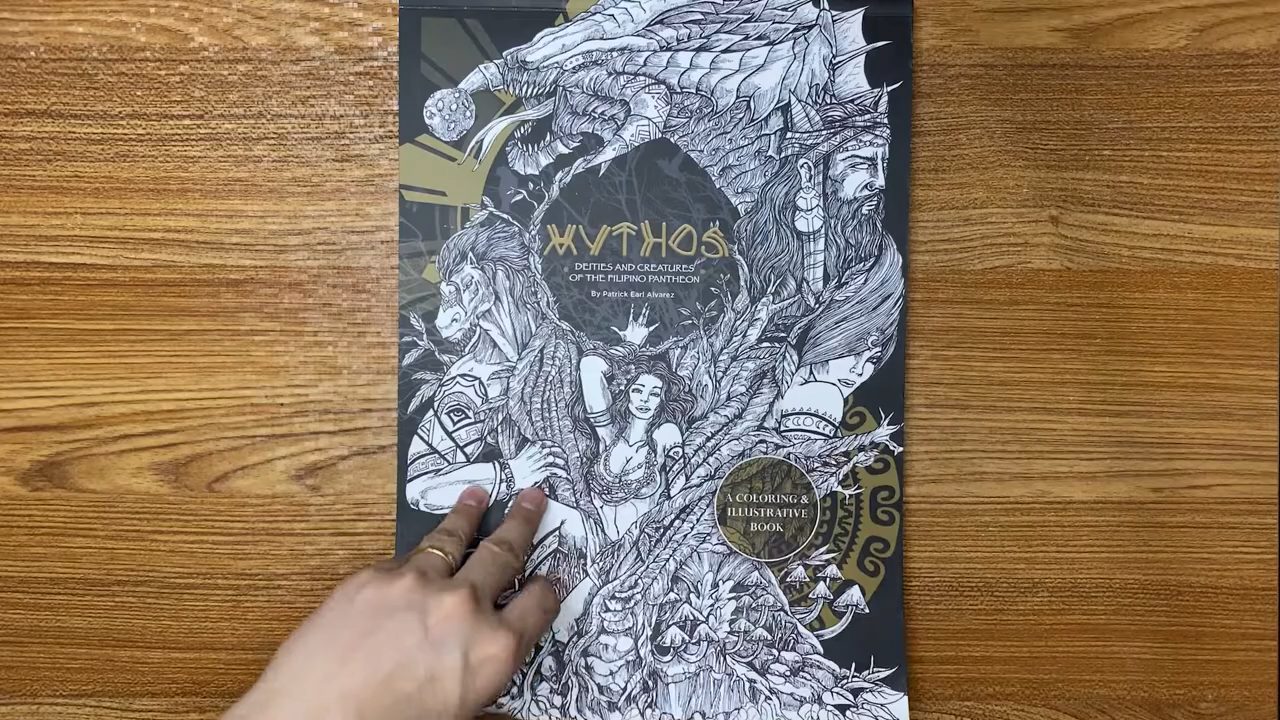 MYTHOS
DEITIES AND CREATURES
OF THE FILIPINO PANTHEON
By Patrick Earl Alvarez
A COLORING &
ILLUSTRATIVE
BOOK